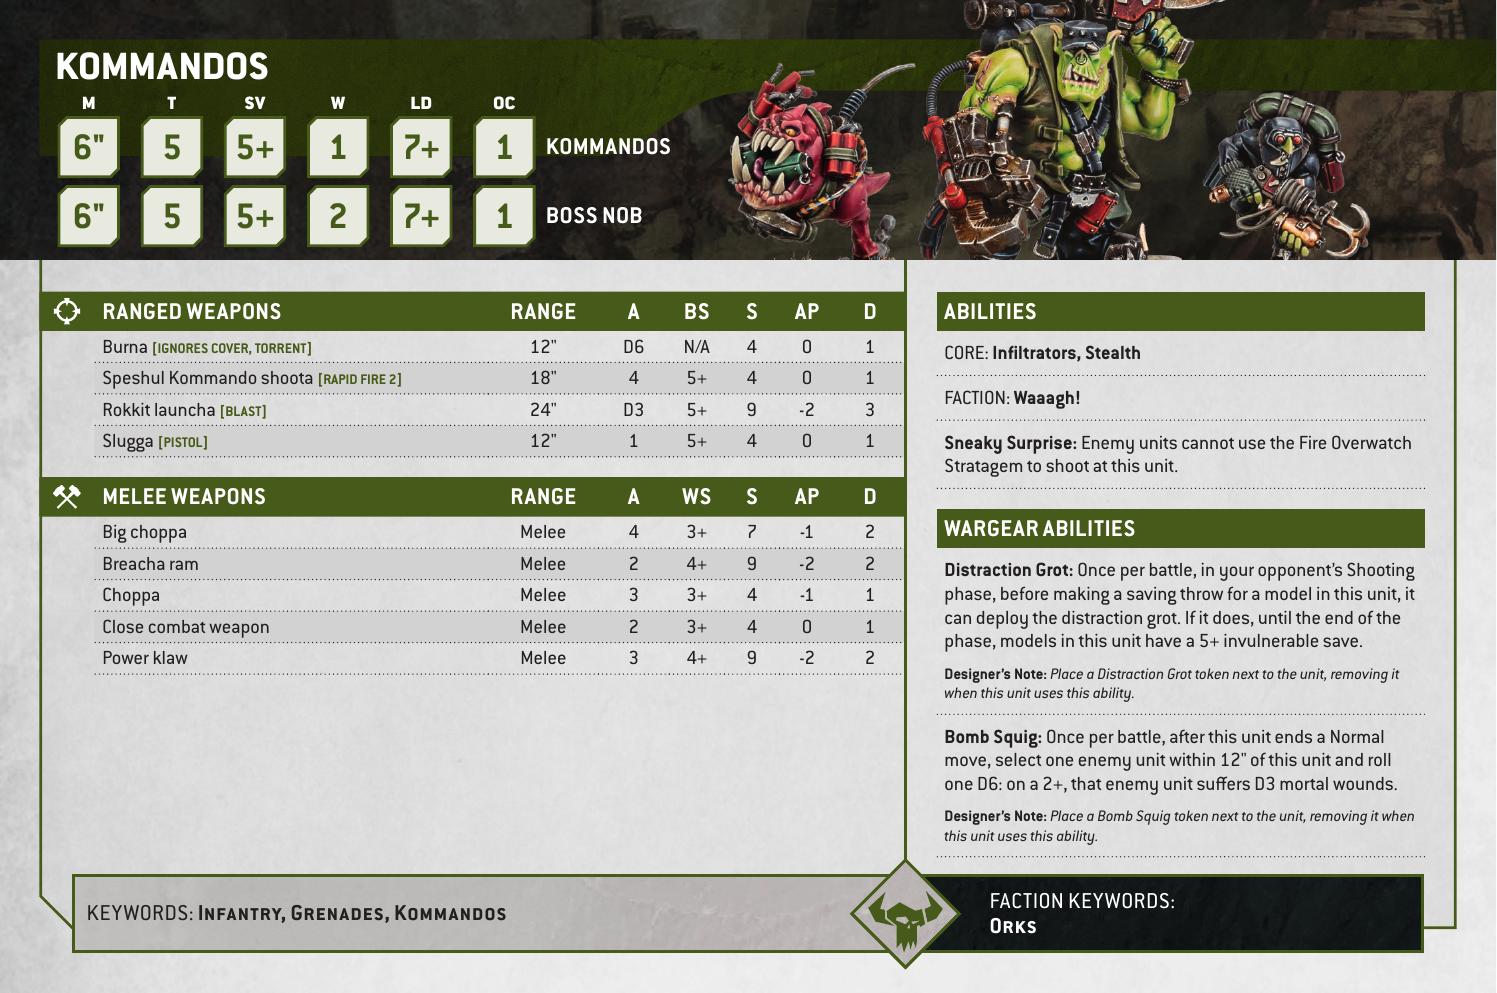 KOMMANDOS
M T SV W LD OC
6" 5 5+ 1 7+ 1 KOMMANDOS
6" 5 5+ 2 7+ 1 BOSS NOB
RANGED WEAPONS RANGE A BS S AP D
Burna [IGNORES COVER, TORRENT] 12" D6 N/A 4 0 1
Speshul Kommando shoota [RAPID FIRE 2] 18" 4 5+ 4 0 1
Rokkit launcha [BLAST] 24" D3 5+ 9 -2 3
Slugga [PISTOL] 12" 1 5+ 4 0 1
MELEE WEAPONS RANGE A WS S AP D
Big choppa Melee 4 3+ 7 -1 2
Breacha ram Melee 2 4+ 9 -2 2
Choppa Melee 3 3+ 4 -1 1
Close combat weapon Melee 2 3+ 4 0 1
Power klaw Melee 3 4+ 9 -2 2
ABILITIES
CORE: Infiltrators, Stealth
FACTION: Waaagh!
Sneaky Surprise: Enemy units cannot use the Fire Overwatch
Stratagem to shoot at this unit.
WARGEAR ABILITIES
Distraction Grot: Once per battle, in your opponent's Shooting
phase, before making a saving throw for a model in this unit, it
can deploy the distraction grot. If it does, until the end of the
phase, models in this unit have a 5+ invulnerable save.
Designer's Note: Place a Distraction Grot token next to the unit, removing it
when this unit uses this ability.
Bomb Squig: Once per battle, after this unit ends a Normal
move, select one enemy unit within 12" of this unit and roll
one D6: on a 2+, that enemy unit suffers D3 mortal wounds.
Designer's Note: Place a Bomb Squig token next to the unit, removing it when
this unit uses this ability.
KEYWORDS: INFANTRY, GRENADES, KOMMANDOS
FACTION KEYWORDS:
ORKS